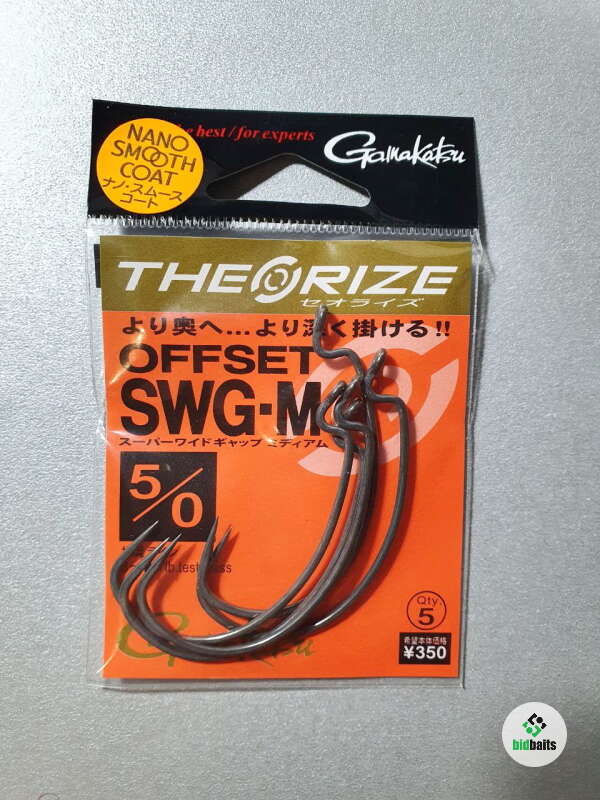 NANO
SMOOTH
COAT
ナノ・スムース
コート
best/for experts
Gamakatsu
THEORIZE
セオライズ
より奥へ...より深く掛ける!!
OFFSET
SWG-M
スーパーワイドギャップ ミディアム
5/0
lb.test
Qty.
5
希望本体価格
¥350
bidbaits